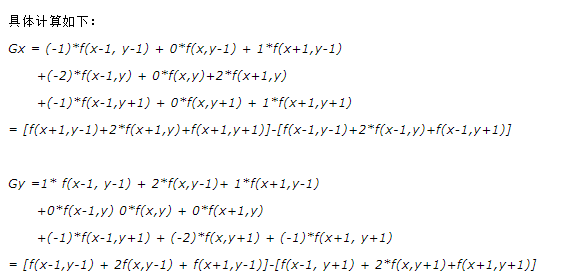 具体计算如下：
Gx = (-1)*f(x-1, y-1) + 0*f(x,y-1) + 1*f(x+1,y-1)
+(-2)*f(x-1,y) + 0*f(x,y)+2*f(x+1,y)
+(-1)*f(x-1,y+1) + 0*f(x,y+1) + 1*f(x+1,y+1)
= [f(x+1,y-1)+2*f(x+1,y)+f(x+1,y+1)]-[f(x-1,y-1)+2*f(x-1,y)+f(x-1,y+1)]
Gy =1* f(x-1, y-1) + 2*f(x,y-1)+ 1*f(x+1,y-1)
+0*f(x-1,y) 0*f(x,y) + 0*f(x+1,y)
+(-1)*f(x-1,y+1) + (-2)*f(x,y+1) + (-1)*f(x+1, y+1)
= [f(x-1,y-1) + 2f(x,y-1) + f(x+1,y-1)]-[f(x-1, y+1) + 2*f(x,y+1)+f(x+1,y+1)]